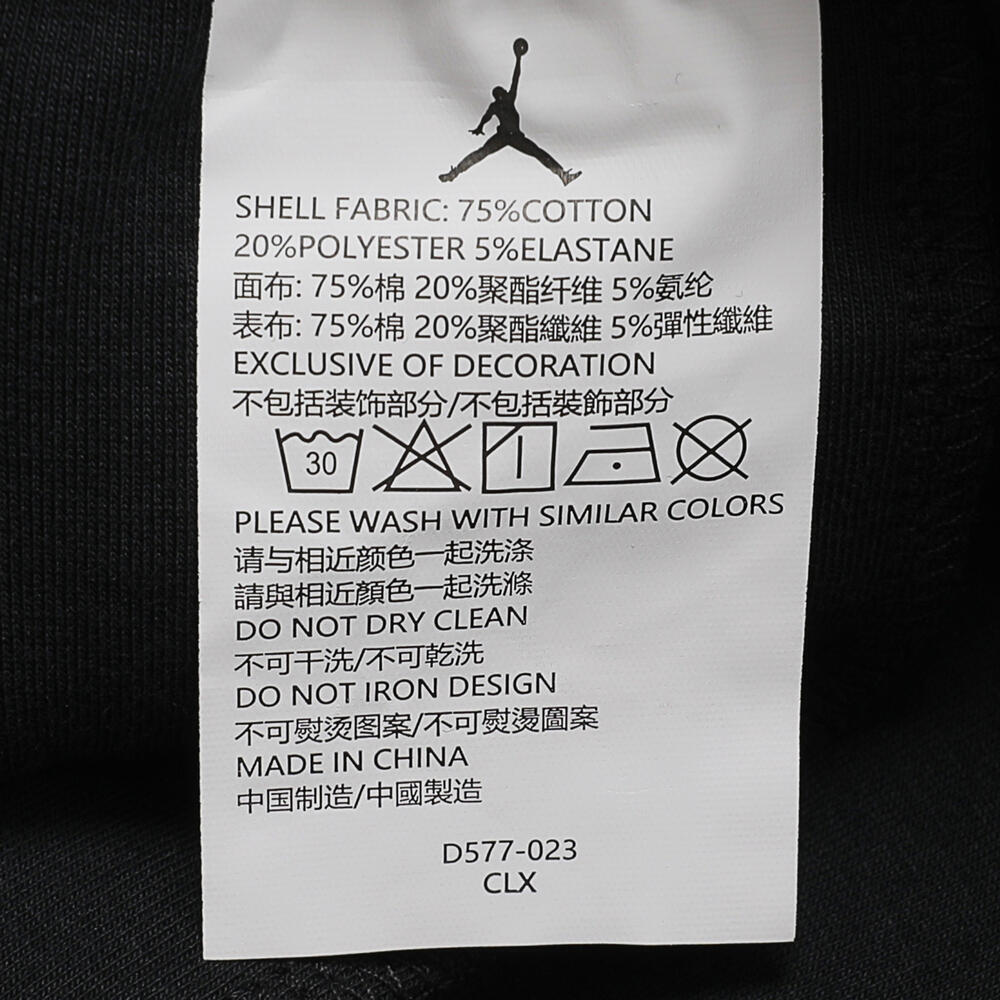 SHELL FABRIC: 75%COTTON
20%POLYESTER 5%ELASTANE
面布: 75%棉 20%聚酯纤维 5%氨纶
表布: 75%棉 20%聚酯纖維 5%彈性纖維
EXCLUSIVE OF DECORATION
不包括装饰部分/不包括裝飾部分
30
PLEASE WASH WITH SIMILAR COLORS
请与相近颜色一起洗涤
請與相近顏色一起洗滌
DO NOT DRY CLEAN
不可干洗/不可乾洗
DO NOT IRON DESIGN
不可熨烫图案/不可熨燙圖案
MADE IN CHINA
中国制造/中國製造
D577-023
CLX